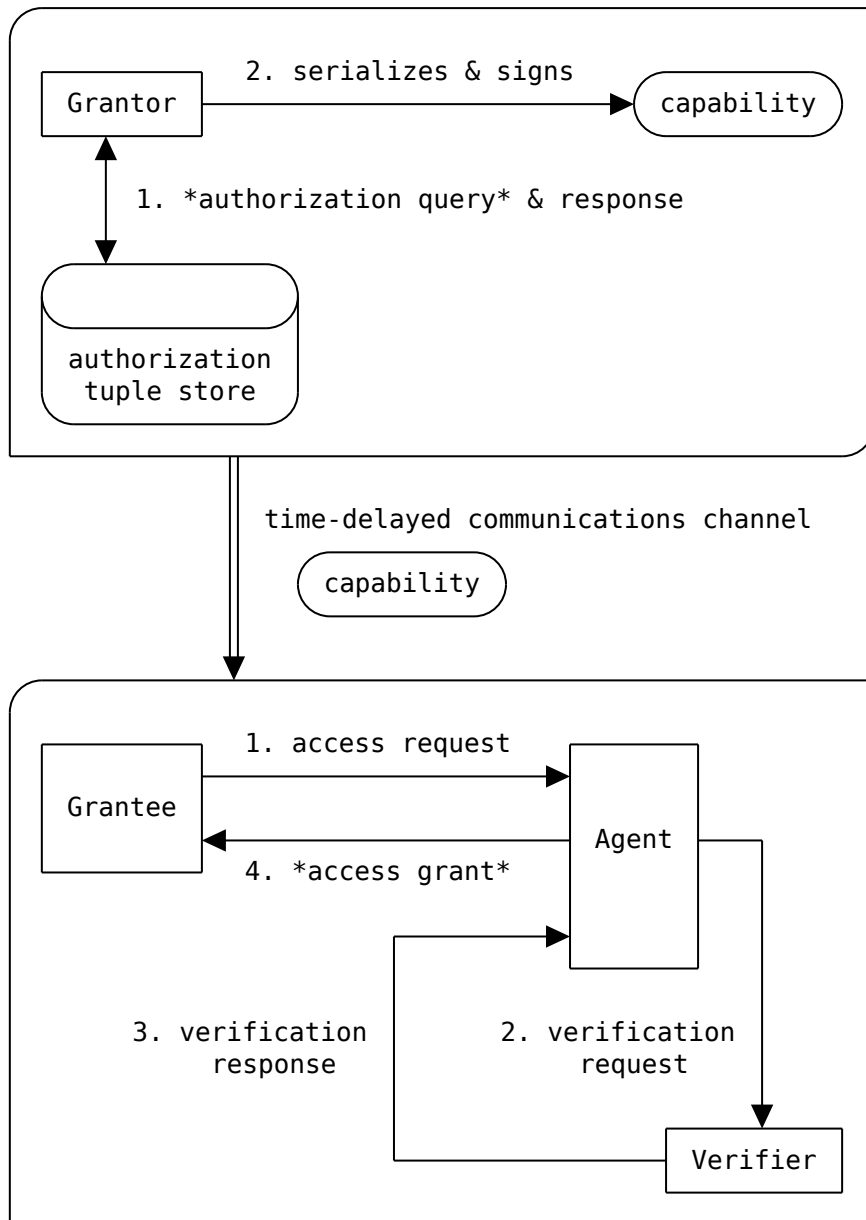 2. serializes & signs
Grantor
capability
1. *authorization query* & response
authorization
tuple store
time-delayed communications channel
capability
1. access request
Grantee
Agent
4. *access grant*
3. verification
response
2. verification
request
Verifier